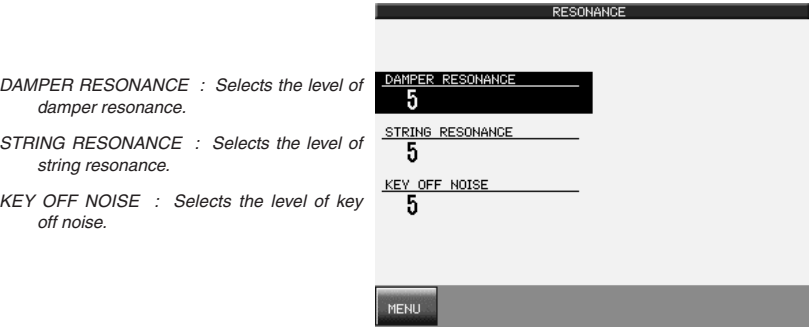 DAMPER RESONANCE : Selects the level of
damper resonance.
STRING RESONANCE : Selects the level of
string resonance.
KEY OFF NOISE : Selects the level of key
off noise.
RESONANCE
DAMPER RESONANCE
5
STRING RESONANCE
5
KEY OFF NOISE
5
MENU